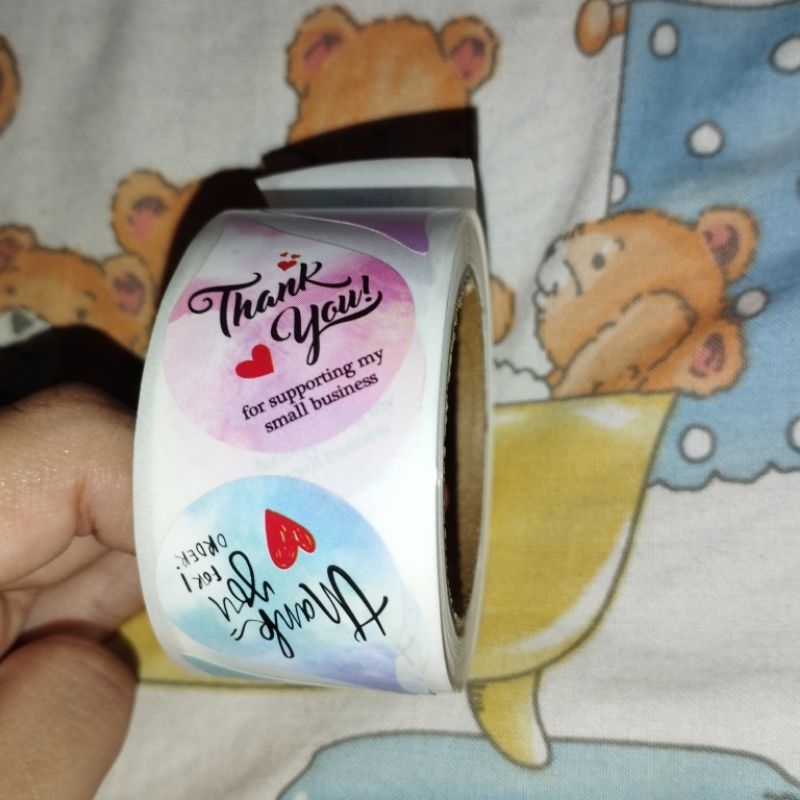 Thank
You!
for supporting my
small business
Thank
you
FOR
ORDER!